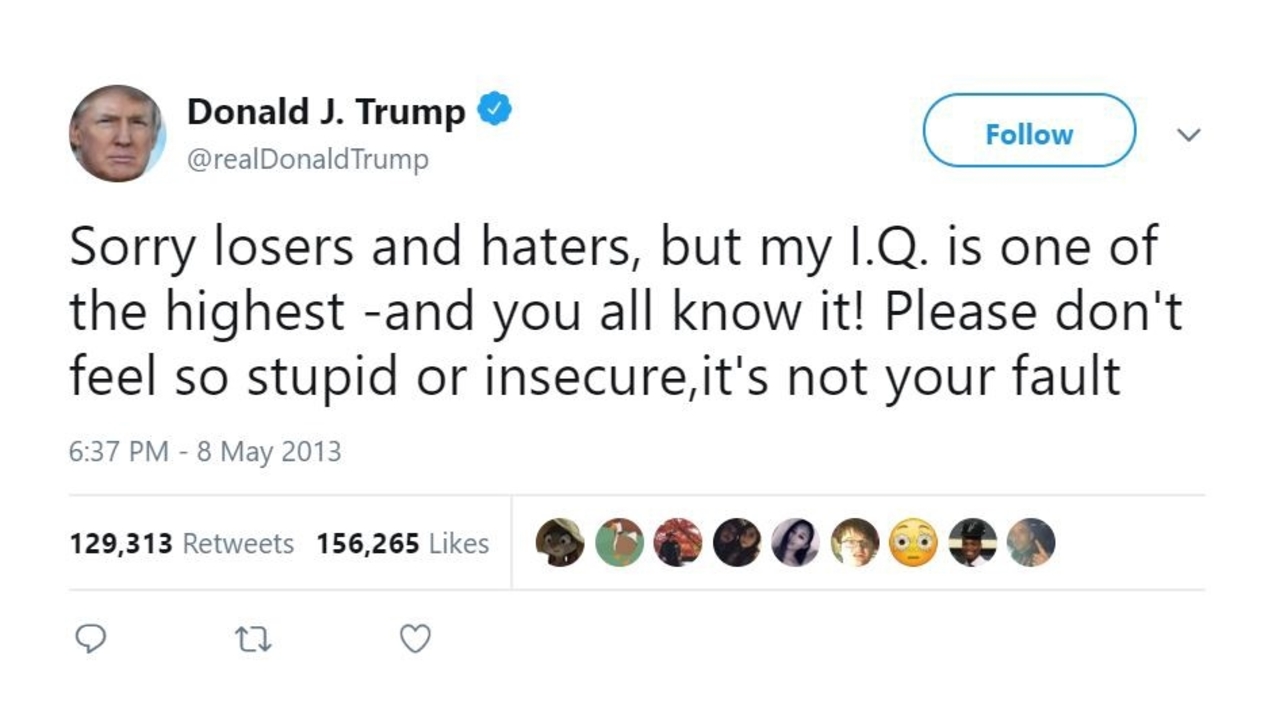 Donald J. Trump
@realDonaldTrump
Follow
Sorry losers and haters, but my I.Q. is one of
the highest -and you all know it! Please don't
feel so stupid or insecure,it's not your fault
6:37 PM - 8 May 2013
129,313 Retweets 156,265 Likes